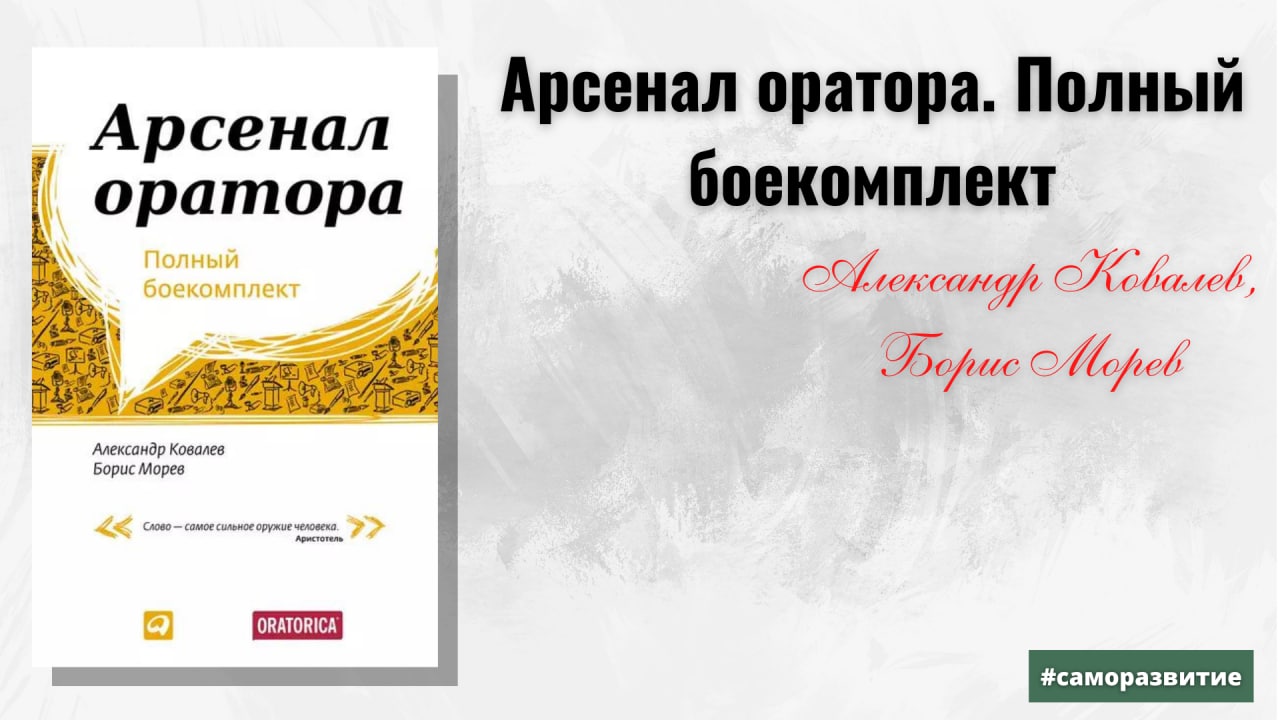 Арсенал
оратора
Полный
боекомплект
Александр Ковалев
Борис Морев
Слово — самое сильное оружие человека.
Аристотель
ORATORICA
Арсенал оратора. Полный
боекомплект
Александр Ковалев,
Борис Морев
#саморазвитие